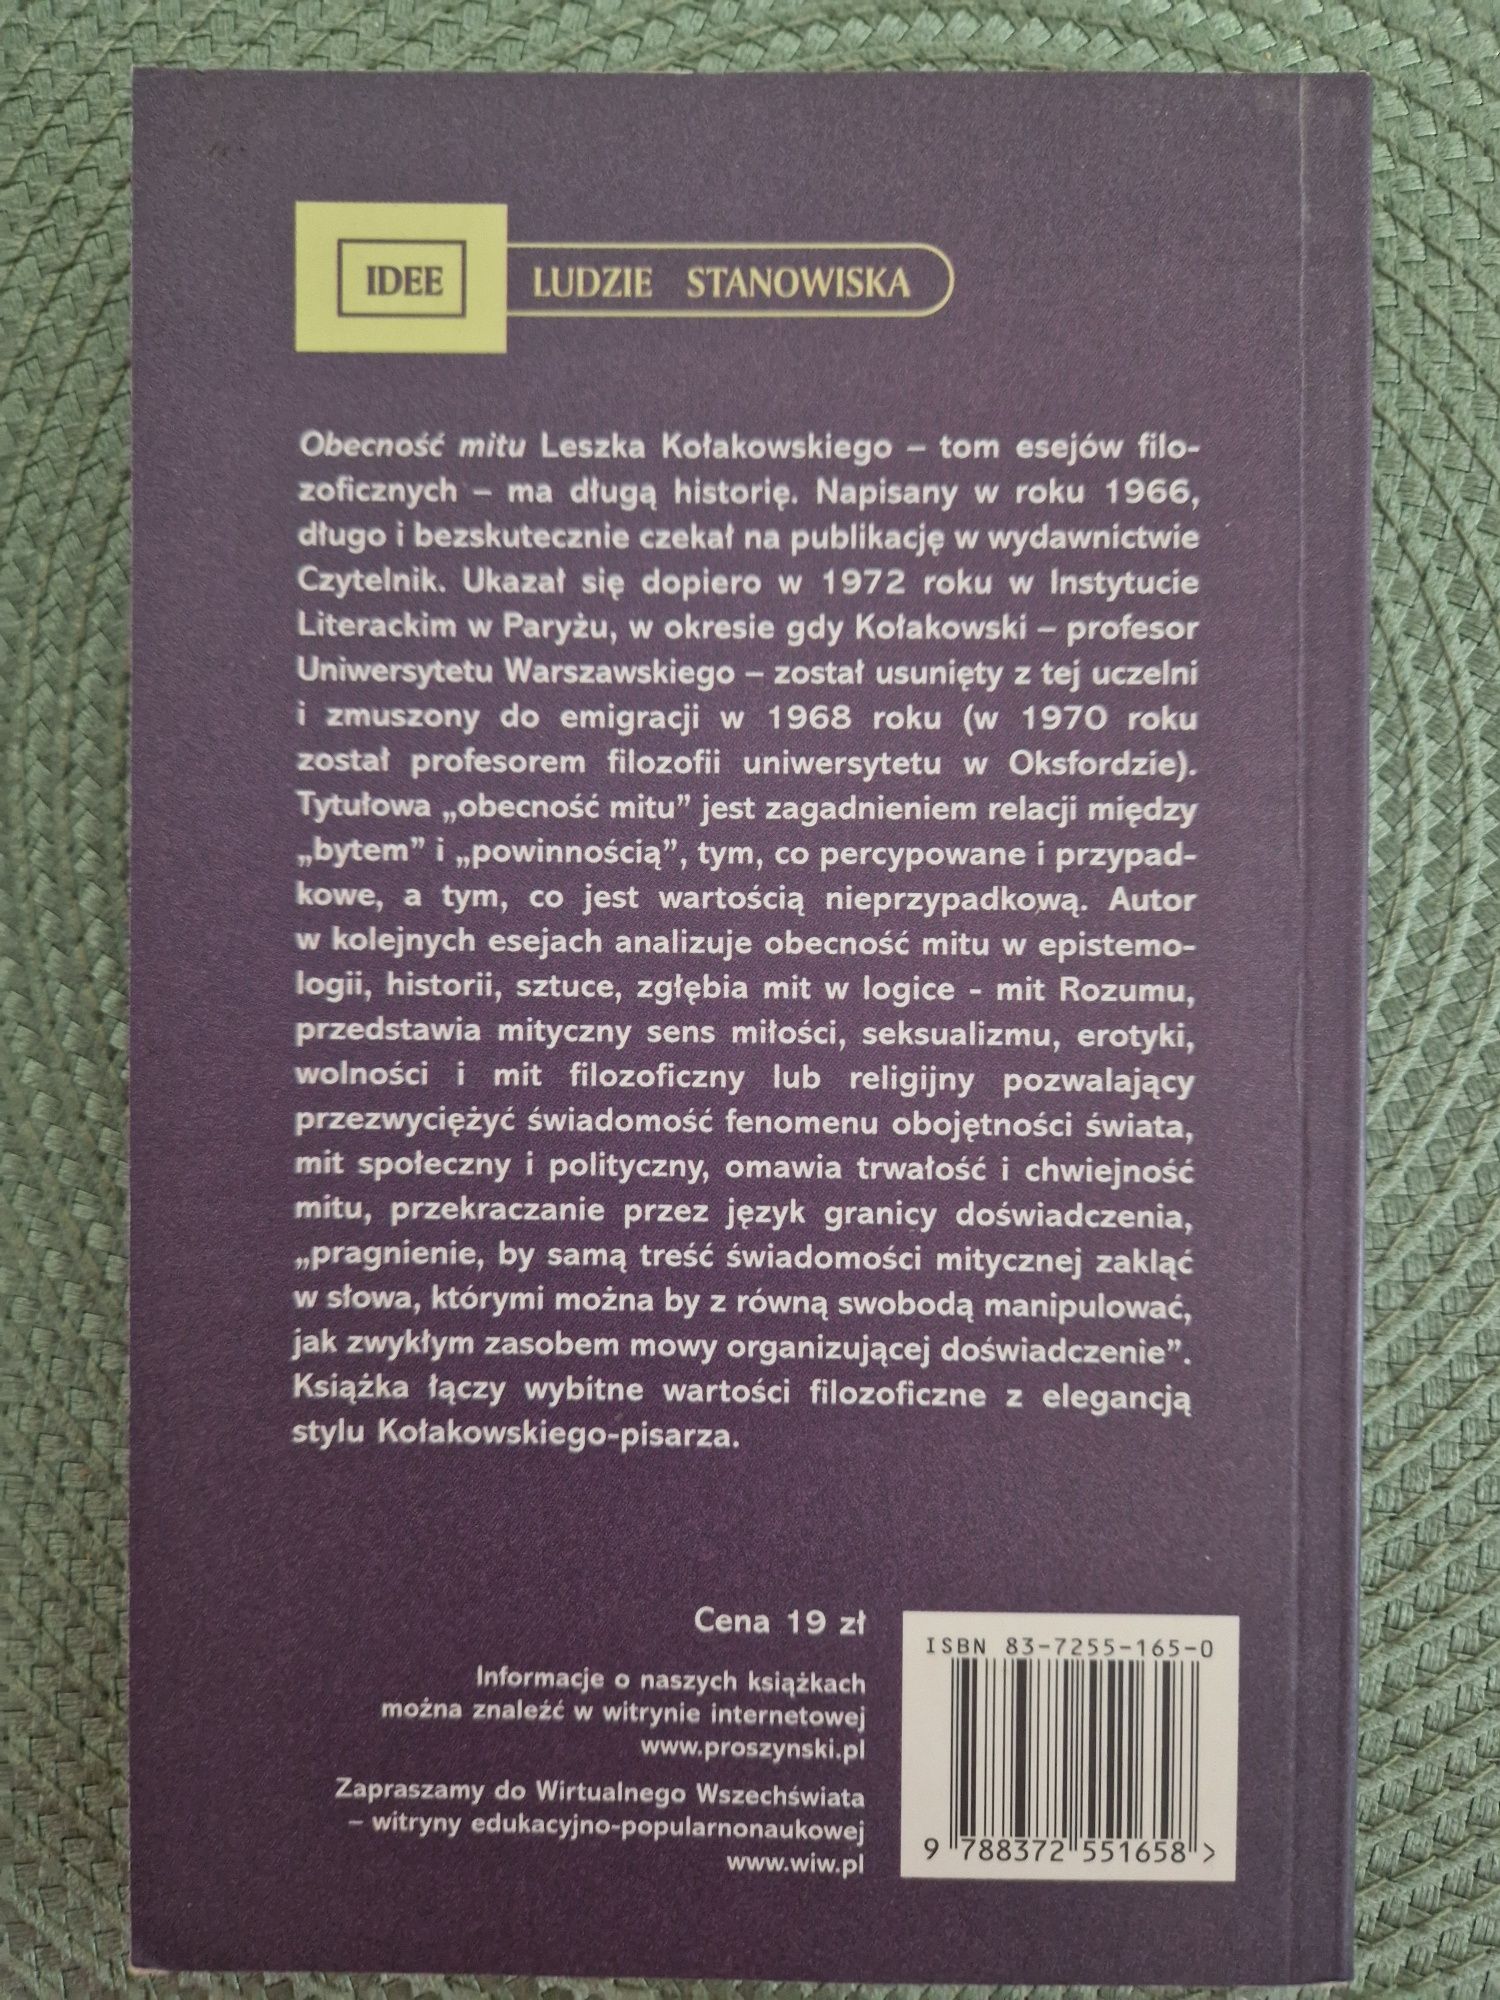 IDEE LUDZIE STANOWISKA
Obecność mitu Leszka Kołakowskiego – tom esejów filo-
zoficznych – ma długą historię. Napisany w roku 1966,
długo i bezskutecznie czekał na publikację w wydawnictwie
Czytelnik. Ukazał się dopiero w 1972 roku w Instytucie
Literackim w Paryżu, w okresie gdy Kołakowski – profesor
Uniwersytetu Warszawskiego – został usunięty z tej uczelni
i zmuszony do emigracji w 1968 roku (w 1970 roku
został profesorem filozofii uniwersytetu w Oksfordzie).
Tytułowa „obecność mitu” jest zagadnieniem relacji między
„bytem” i „powinnością”, tym, co percypowane i przypad-
kowe, a tym, co jest wartością nieprzypadkową. Autor
w kolejnych esejach analizuje obecność mitu w epistemo-
logii, historii, sztuce, zgłębia mit w logice - mit Rozumu,
przedstawia mityczny sens miłości, seksualizmu, erotyki,
wolności i mit filozoficzny lub religijny pozwalający
przezwyciężyć świadomość fenomenu obojętności świata,
mit społeczny i polityczny, omawia trwałość i chwiejność
mitu, przekraczanie przez język granicy doświadczenia,
„pragnienie, by samą treść świadomości mitycznej zakląć
w słowa, którymi można by z równą swobodą manipulować,
jak zwykłym zasobem mowy organizującej doświadczenie”.
Książka łączy wybitne wartości filozoficzne z elegancją
stylu Kołakowskiego-pisarza.
Cena 19 zł
Informacje o naszych książkach
można znaleźć w witrynie internetowej
www.proszynski.pl
Zapraszamy do Wirtualnego Wszechświata
– witryny edukacyjno-popularnonaukowej
www.wiw.pl
ISBN 83-7255-165-0
9 788372 551658 >